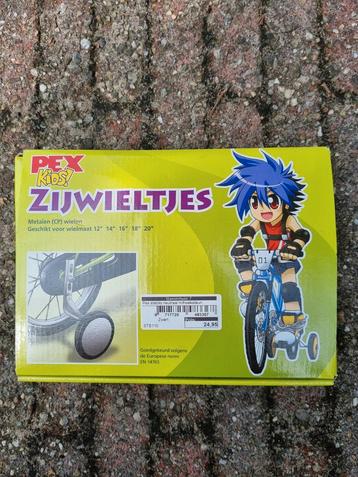 PEX
Kids!
ZIJWIELTJES
Metalen (CP) wielen
Geschikt voor wielmaat 12" 14" 16" 18" 20"
01
Zwart
24,95
Goedgekeurd volgens
de Europese norm
EN 14765